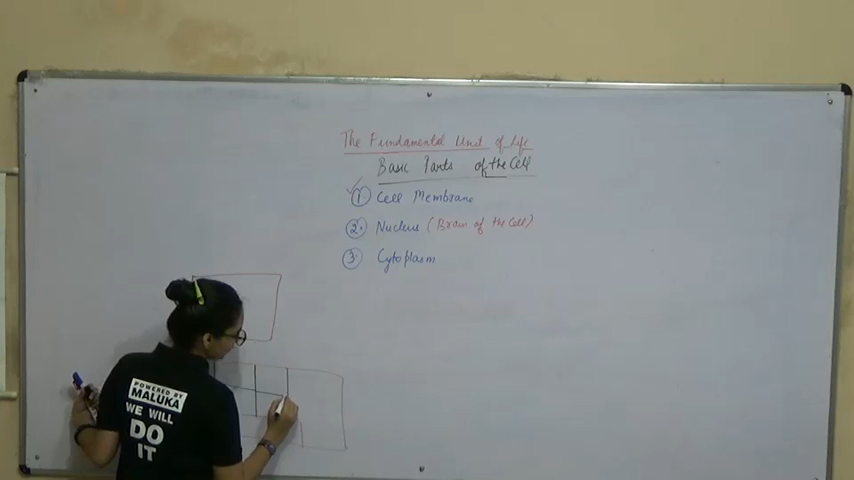 The Fundamental Unit of Life
Basic Parts of the Cell
1 Cell Membrane
2. Nucleus (Brain of the Cell)
3. Cytoplasm
POWERED BY
MALUKA
WE WILL
DO
IT